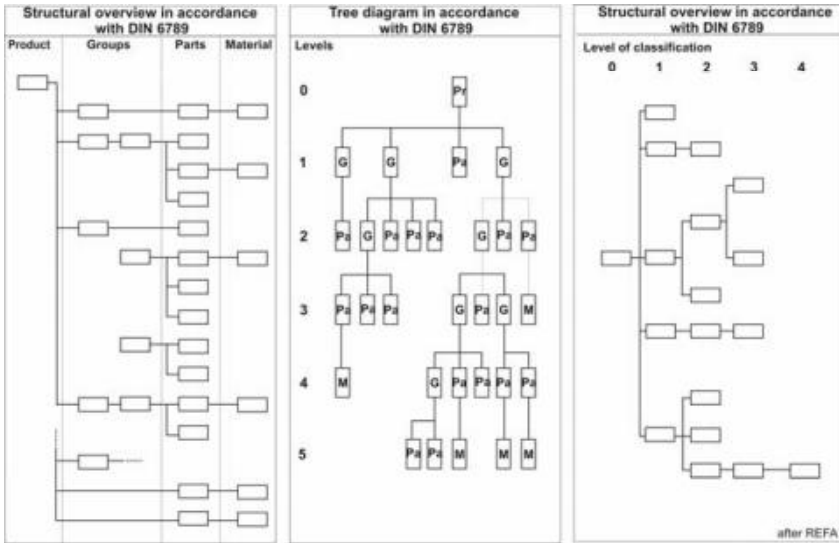 Structural overview in accordance
with DIN 6789
Product Groups Parts Material
Tree diagram in accordance
with DIN 6789
Levels
0 Pr
1 G G Pa G
2 Pa G Pa Pa Pa G Pa Pa
3 Pa Pa Pa G Pa G M
4 M G Pa Pa Pa Pa
5 Pa Pa M M M
Structural overview in accordance
with DIN 6789
Level of classification
0 1 2 3 4
after REFA